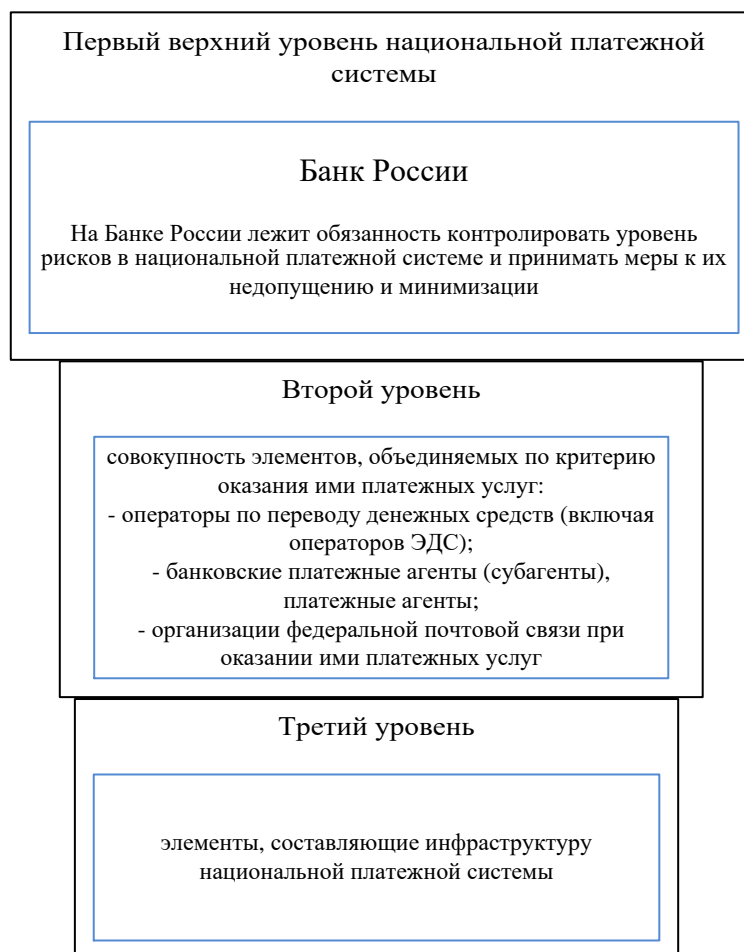 Первый верхний уровень национальной платежной
системы
Банк России
На Банке России лежит обязанность контролировать уровень
рисков в национальной платежной системе и принимать меры к их
недопущению и минимизации
Второй уровень
совокупность элементов, объединяемых по критерию
оказания ими платежных услуг:
- операторы по переводу денежных средств (включая
операторов ЭДС);
- банковские платежные агенты (субагенты),
платежные агенты;
- организации федеральной почтовой связи при
оказании ими платежных услуг
Третий уровень
элементы, составляющие инфраструктуру
национальной платежной системы